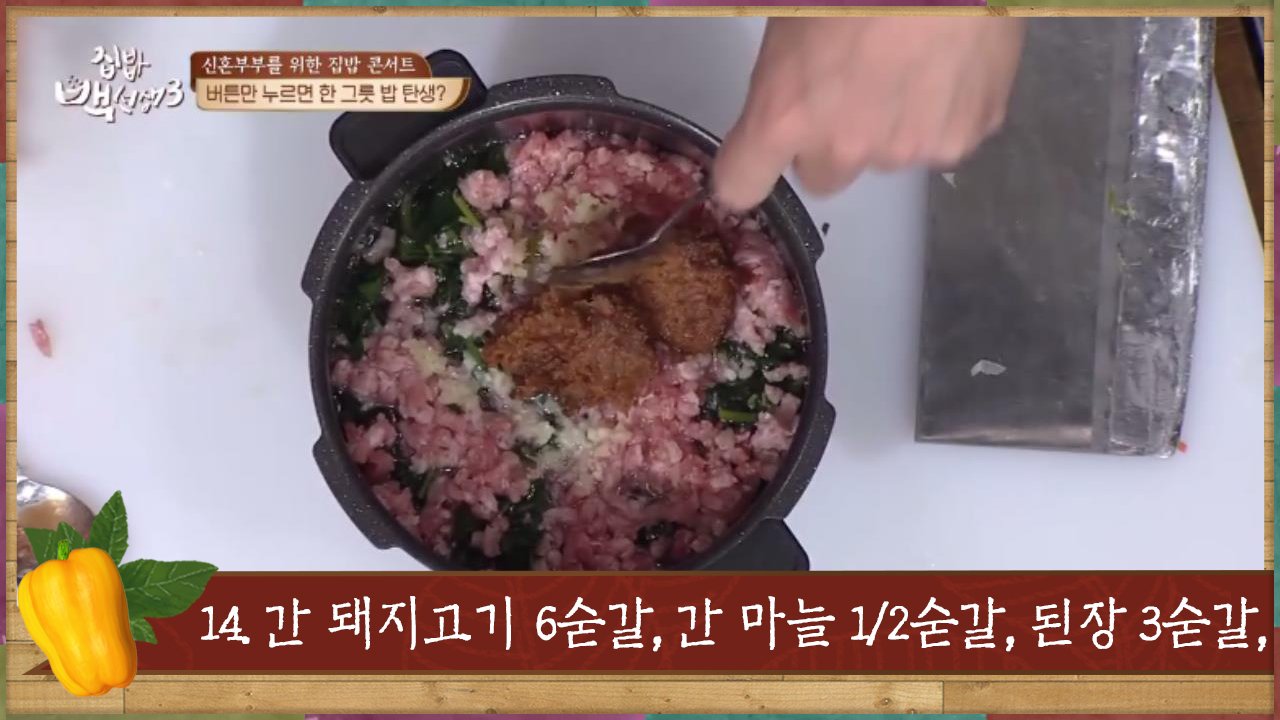 집밥
백선생3
신혼부부를 위한 집밥 콘서트
버튼만 누르면 한 그릇 밥 탄생?
14. 간 돼지고기 6숟갈, 간 마늘 1/2숟갈, 된장 3숟갈,